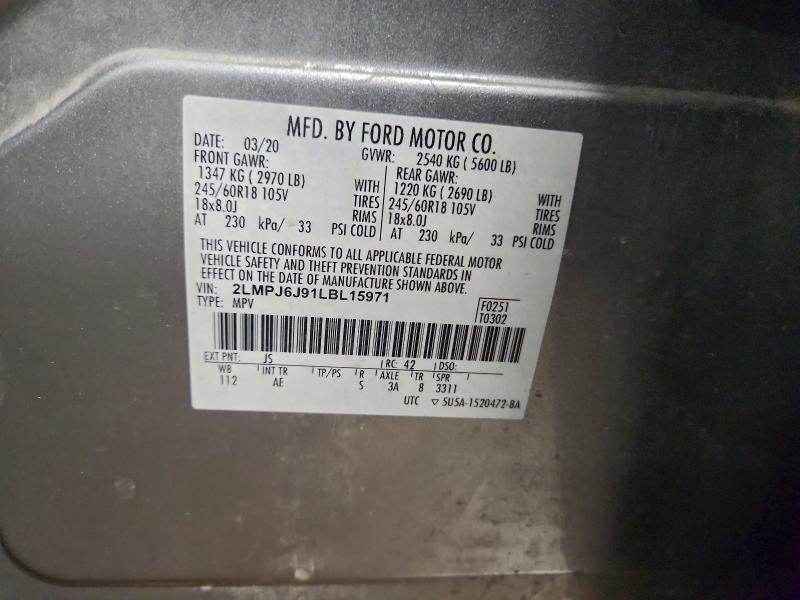 MFD. BY FORD MOTOR CO.
DATE: 03/20 GVWR: 2540 KG ( 5600 LB)
FRONT GAWR: REAR GAWR:
1347 KG ( 2970 LB) WITH 1220 KG ( 2690 LB) WITH
245/60R18 105V TIRES 245/60R18 105V TIRES
18x8.0J RIMS 18x8.0J RIMS
AT 230 kPa/ 33 PSI COLD AT 230 kPa/ 33 PSI COLD
THIS VEHICLE CONFORMS TO ALL APPLICABLE FEDERAL MOTOR
VEHICLE SAFETY AND THEFT PREVENTION STANDARDS IN
EFFECT ON THE DATE OF MANUFACTURE SHOWN ABOVE.
VIN: 2LMPJ6J91LBL15971
TYPE: MPV
F0251
T0302
EXT PNT: JS RC: 42 DSO:
WB INT TR TP/PS R AXLE TR SPR
112 AE S 3A 8 3311
UTC ▽ 5U5A-1520472-BA